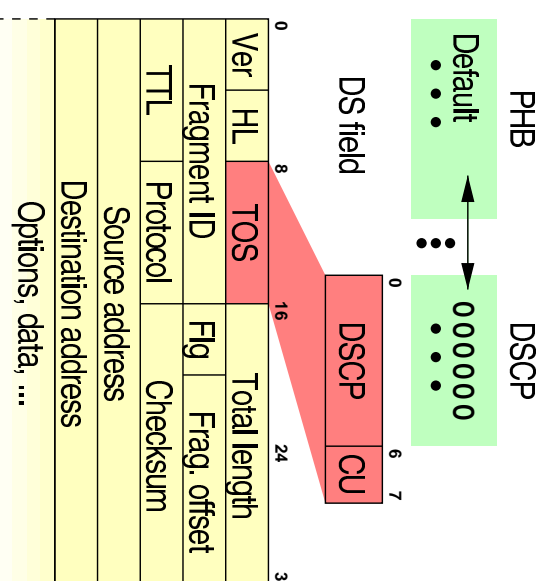 PHB DSCP
Default 000000
• • • • • • • • •
DS field
0 6 7
DSCP CU
0 8 16 24 3
Ver HL TOS Total length
Fragment ID Flg Frag. offset
TTL Protocol Checksum
Source address
Destination address
Options, data, ...